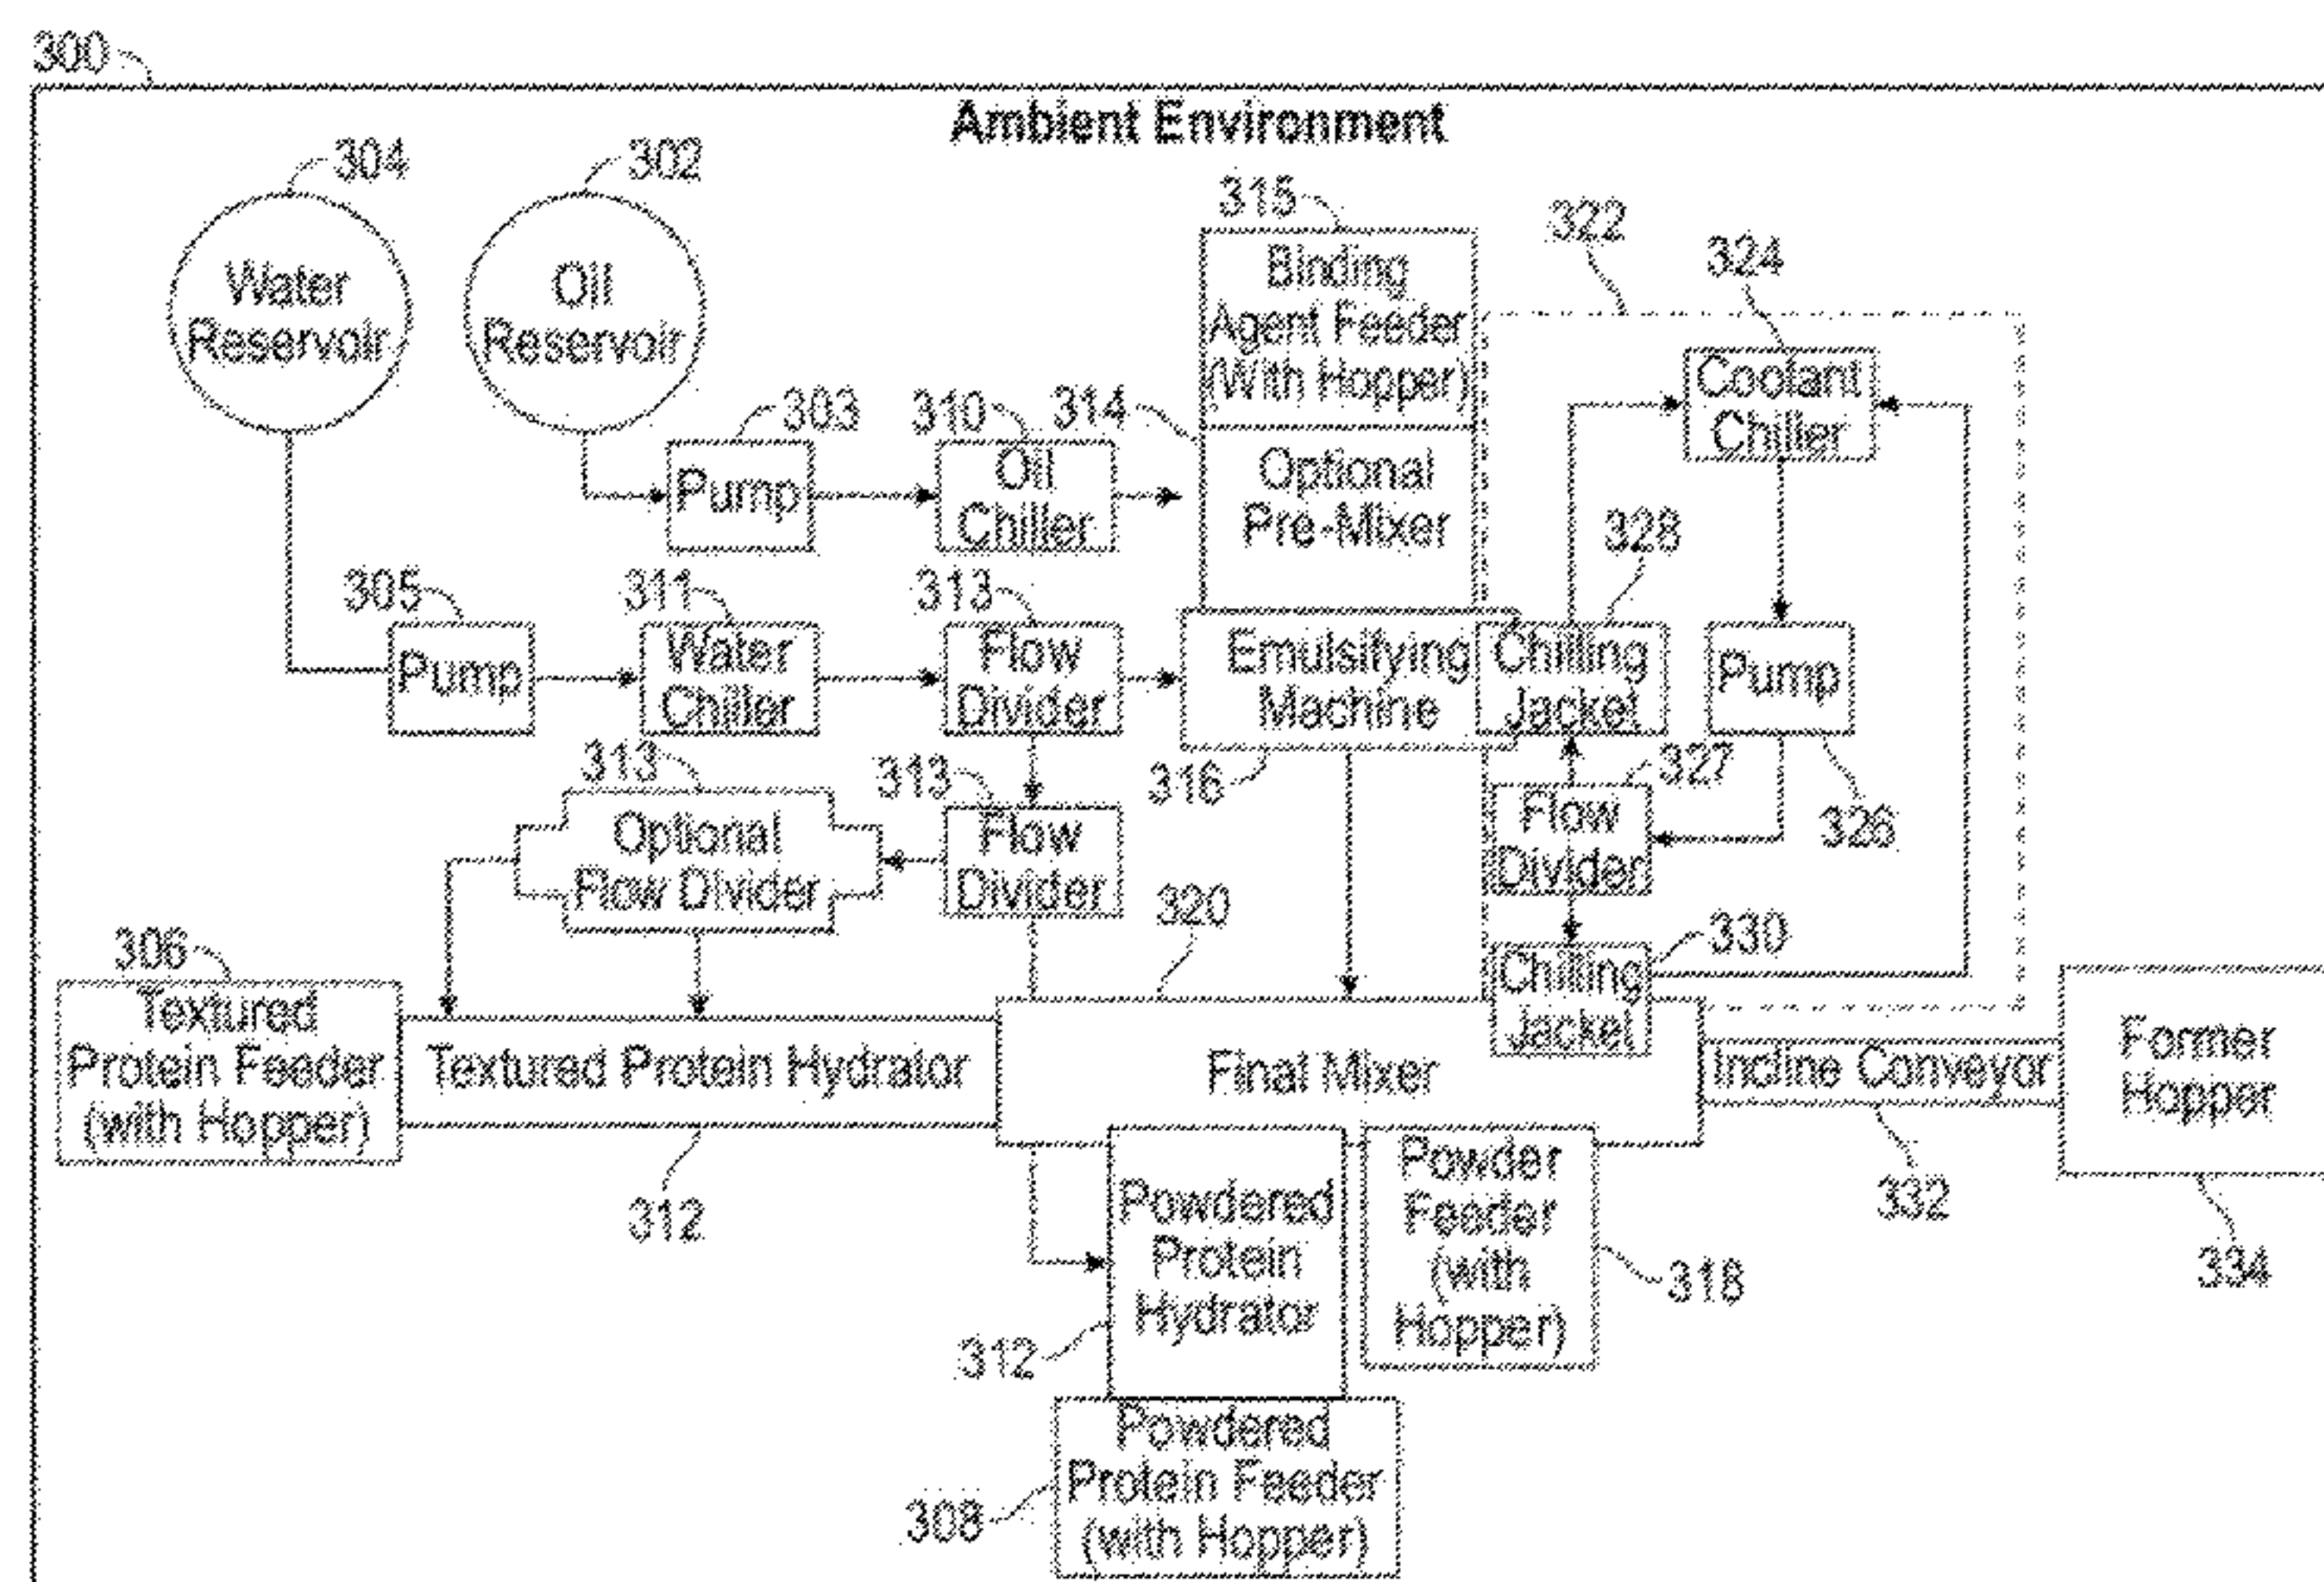 300
Ambient Environment
304
302
315
322
324
Water
Reservoir
Oil
Reservoir
Binding
Agent Feeder
(With Hopper)
Coolant
Chiller
303
310
314
Pump
Oil
Chiller
Optional
Pre-Mixer
328
305
311
313
Pump
Water
Chiller
Flow
Divider
Emulsifying
Machine
Chilling
Jacket
Pump
313
313
316
327
326
Optional
Flow Divider
Flow
Divider
Flow
Divider
320
330
306
Textured
Protein Feeder
(with Hopper)
Textured Protein Hydrator
Final Mixer
Chilling
Jacket
Incline Conveyor
Former
Hopper
312
332
334
Powdered
Protein
Hydrator
Powder
Feeder
(with
Hopper)
318
312
Powdered
Protein Feeder
(with Hopper)
308